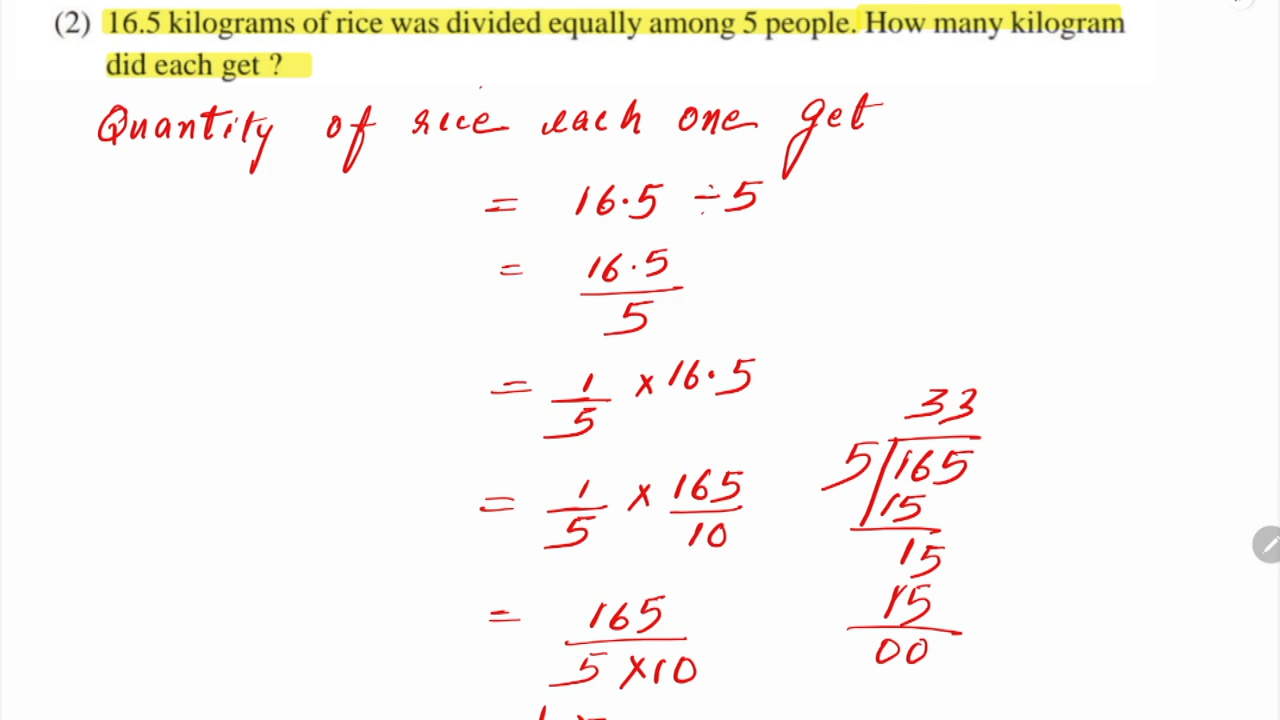 (2) 16.5 kilograms of rice was divided equally among 5 people. How many kilogram
did each get ?
Quantity of rice each one get
= 16.5 ÷ 5
= 16.5
5
= 1 × 16.5
5
= 1 × 165
5 10
= 165
5 × 10
33
5 165
15
15
15
00